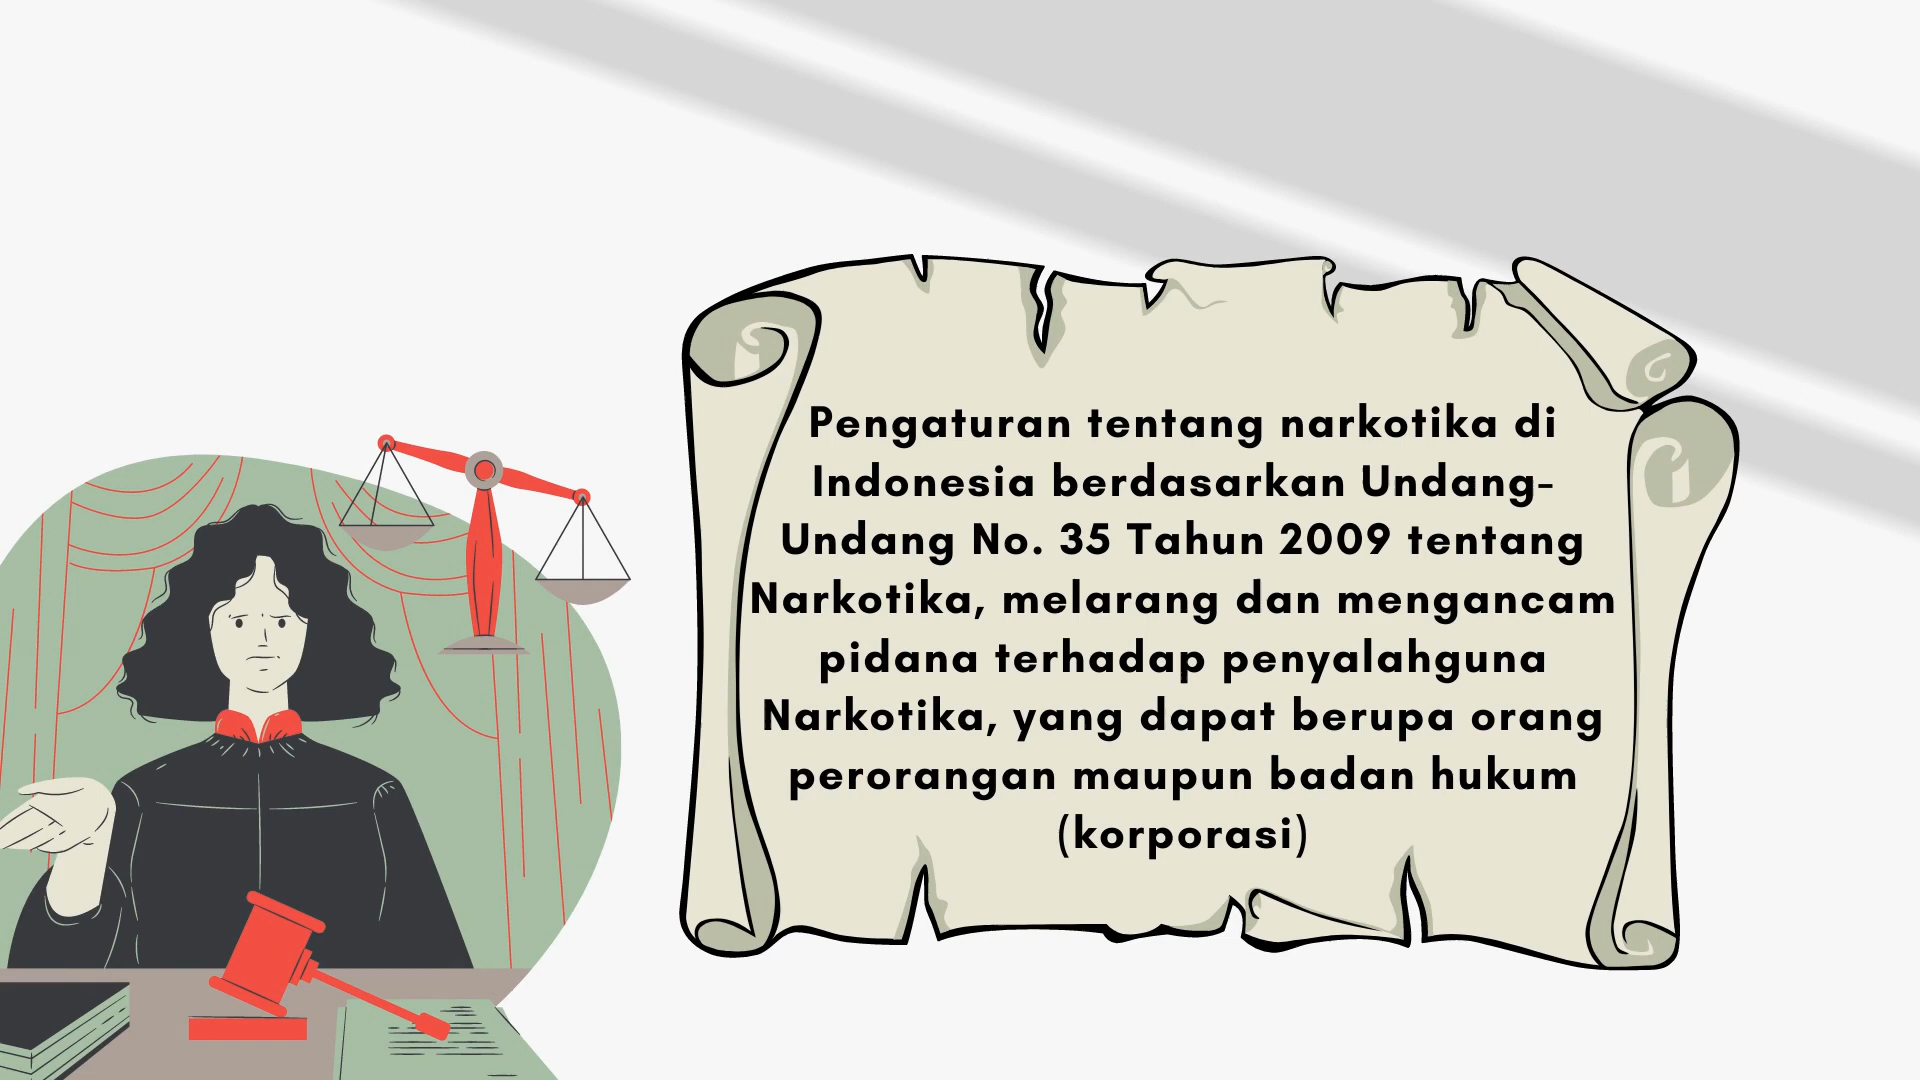 Pengaturan tentang narkotika di
Indonesia berdasarkan Undang-
Undang No. 35 Tahun 2009 tentang
Narkotika, melarang dan mengancam
pidana terhadap penyalahguna
Narkotika, yang dapat berupa orang
perorangan maupun badan hukum
(korporasi)